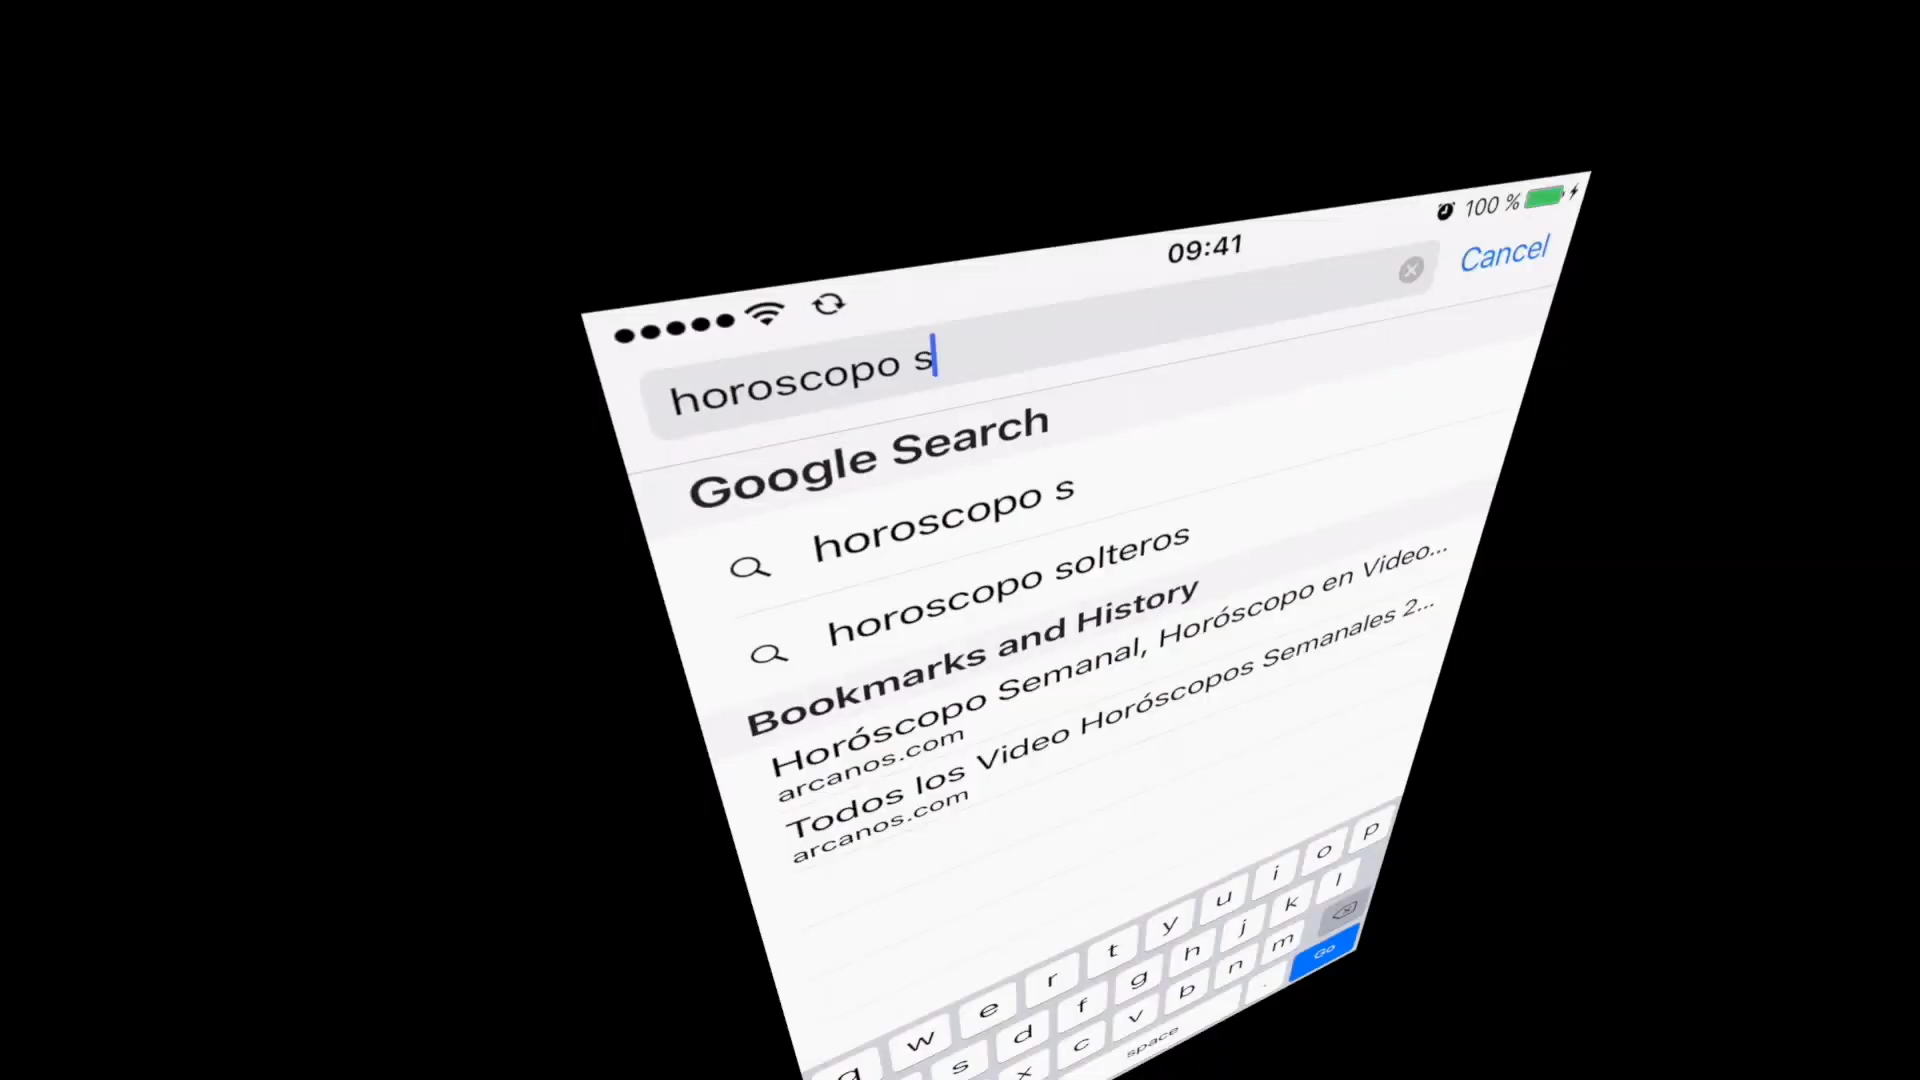 09:41
100 %
horoscopo s
Cancel
Google Search
horoscopo s
horoscopo solteros
Bookmarks and History
Horóscopo Semanal, Horóscopo en Video...
arcanos.com
Todos los Video Horóscopos Semanales 2...
arcanos.com
q w e r t y u i o p
s d f g h j k l
x c v b n m
space . Go